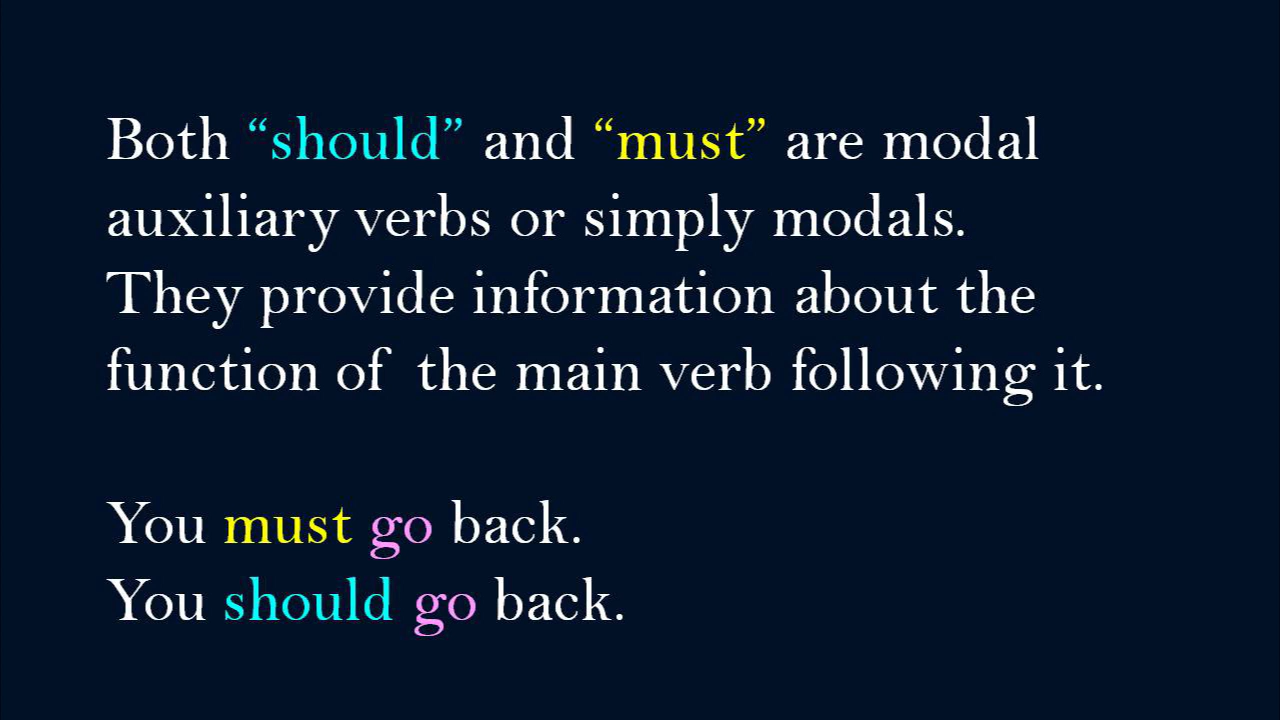 Both “should” and “must” are modal
auxiliary verbs or simply modals.
They provide information about the
function of  the main verb following it.
You must go back.
You should go back.